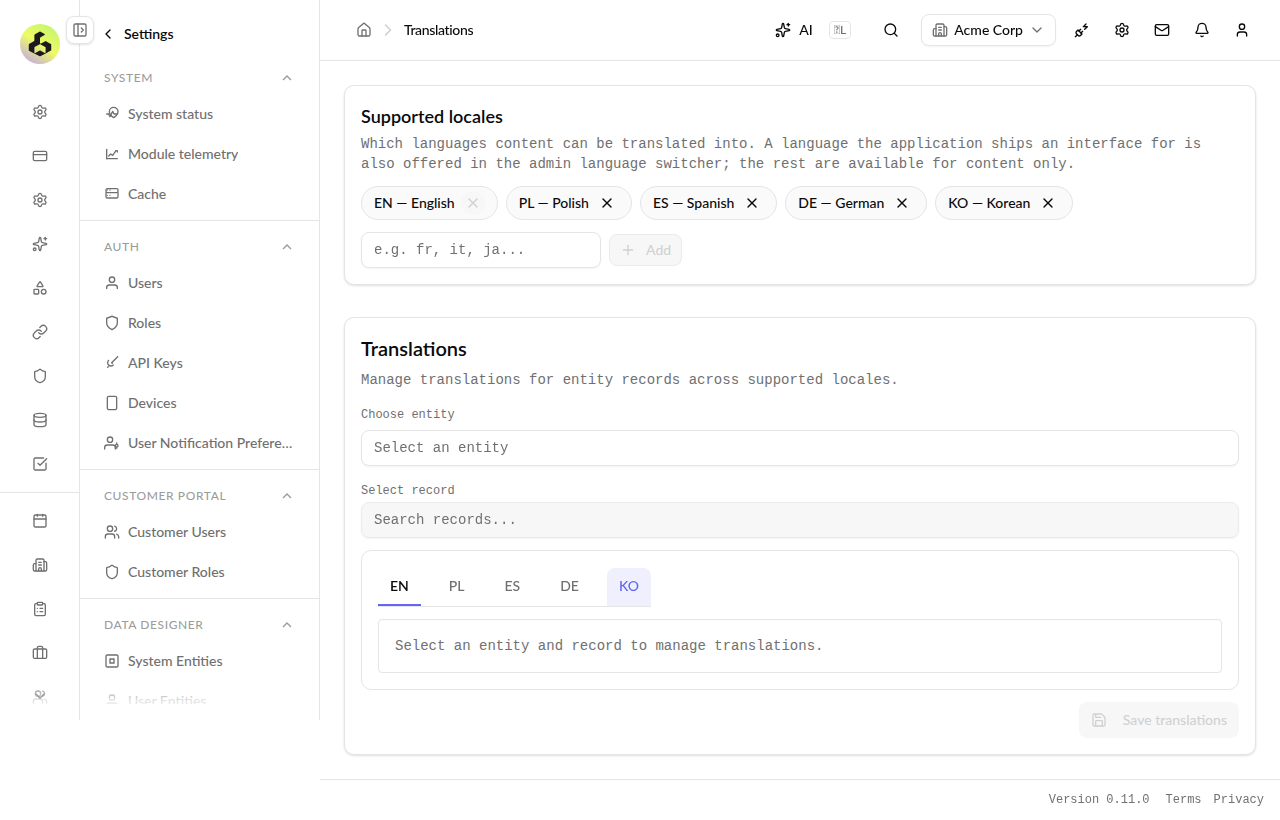 Settings
Translations
AI
L
Acme Corp
SYSTEM
System status
Module telemetry
Cache
AUTH
Users
Roles
API Keys
Devices
User Notification Prefere...
CUSTOMER PORTAL
Customer Users
Customer Roles
DATA DESIGNER
System Entities
User Entities
Supported locales
Which languages content can be translated into. A language the application ships an interface for is
also offered in the admin language switcher; the rest are available for content only.
EN — English
PL — Polish
ES — Spanish
DE — German
KO — Korean
e.g. fr, it, ja...
Add
Translations
Manage translations for entity records across supported locales.
Choose entity
Select an entity
Select record
Search records...
EN
PL
ES
DE
KO
Select an entity and record to manage translations.
Save translations
Version 0.11.0
Terms
Privacy